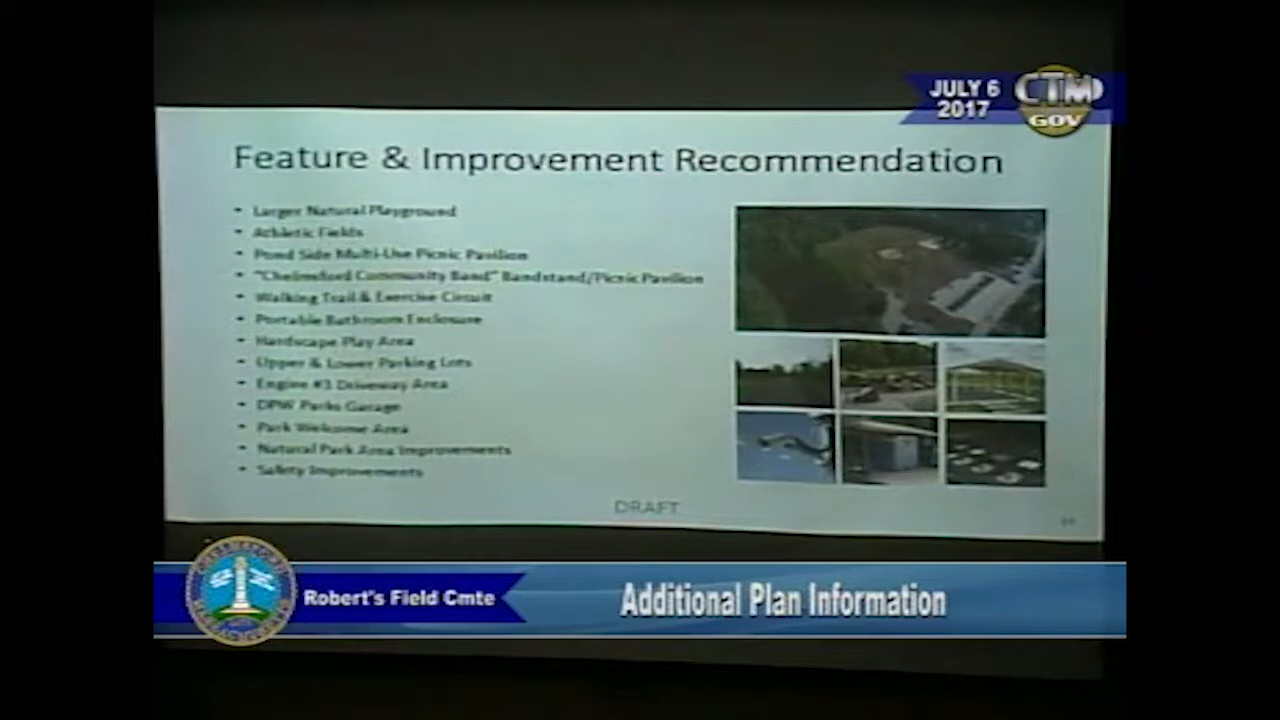 JULY 6
2017
CTM
GOV
Feature & Improvement Recommendation
• Larger Natural Playground
• Athletic Fields
• Pond Side Multi-Use Picnic Pavilion
• "Chelmsford Community Band" Bandstand/Picnic Pavilion
• Walking Trail & Exercise Circuit
• Portable Bathroom Enclosure
• Hardscape Play Area
• Upper & Lower Parking Lots
• Engine #3 Driveway Area
• DPW Parks Garage
• Park Welcome Area
• Natural Park Area Improvements
• Safety Improvements
DRAFT
Robert's Field Cmte
Additional Plan Information